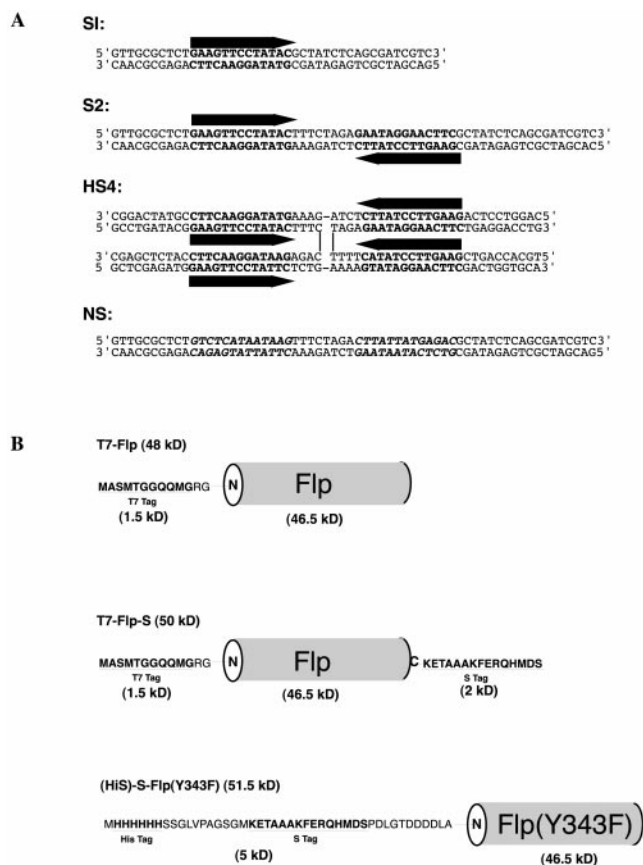 A
SI:
5'GTTGCGCTCTGAAGTTCCTATACGCTATCTCAGCGATCGTC3'
3'CAACGCGAGACTTCAAGGATATGCGATAGAGTCGCTAGCAG5'
S2:
5'GTTGCGCTCTGAAGTTCCTATACTTTCTAGAGAATAGGAACTTCGCTATCTCAGCGATCGTC3'
3'CAACGCGAGACTTCAAGGATATGAAAGATCTCTTATCCTTGAAGCGATAGAGTCGCTAGCAC5'
HS4:
3'CGGACTATGCCTTCAAGGATATGAAAG-ATCTCTTATCCTTGAAGACTCCTGGAC5'
5'GCCTGATACGGAAGTTCCTATACTTTC TAGAGAATAGGAACTTCTGAGGACCTG3'
3'CGAGCTCTACCTTCAAGGATAAGAGAC TTTTCATATCCTTGAAGCTGACCACGT5'
5'GCTCGAGATGGAAGTTCCTATTCTCTG-AAAAGTATAGGAACTTCGACTGGTGCA3'
NS:
5'GTTGCGCTCTGTCTCATAATAAGTTTCTAGACTTATTATGAGACGCTATCTCAGCGATCGTC3'
3'CAACGCGAGACAGAGTATTATTCAAAGATCTGAATAATACTCTGCGATAGAGTCGCTAGCAG5'
B
T7-Flp (48 kD)
MASMTGGQQMGRG N Flp
T7 Tag
(1.5 kD) (46.5 kD)
T7-Flp-S (50 kD)
MASMTGGQQMGRG N Flp C KETAAAKFERQHMDS
T7 Tag S Tag
(1.5 kD) (46.5 kD) (2 kD)
(HiS)-S-Flp(Y343F) (51.5 kD)
MHHHHHHSSGLVPAGSGMKETAAAKFERQHMDSPDLGTDDDDLA N Flp(Y343F)
His Tag S Tag
(5 kD) (46.5 kD)